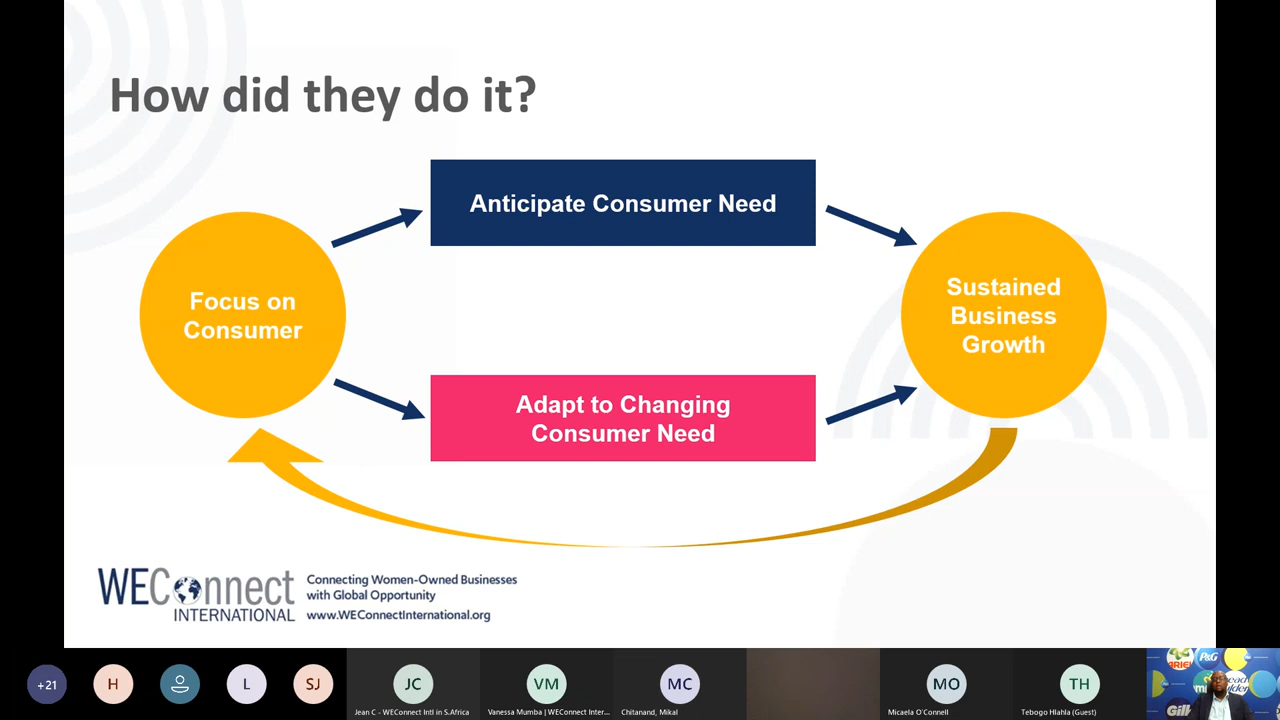 How did they do it?
Anticipate Consumer Need
Focus on
Consumer
Sustained
Business
Growth
Adapt to Changing
Consumer Need
WEConnect
INTERNATIONAL
Connecting Women-Owned Businesses
with Global Opportunity
www.WEConnectInternational.org
+21
H
L
SJ
JC
VM
MC
MO
TH
Jean C - WEConnect Intl in S.Africa
Vanessa Mumba | WEConnect Inter...
Chitanand, Mikal
Micaela O'Connell
Tebogo Hlahla (Guest)
ARIEL
P&G